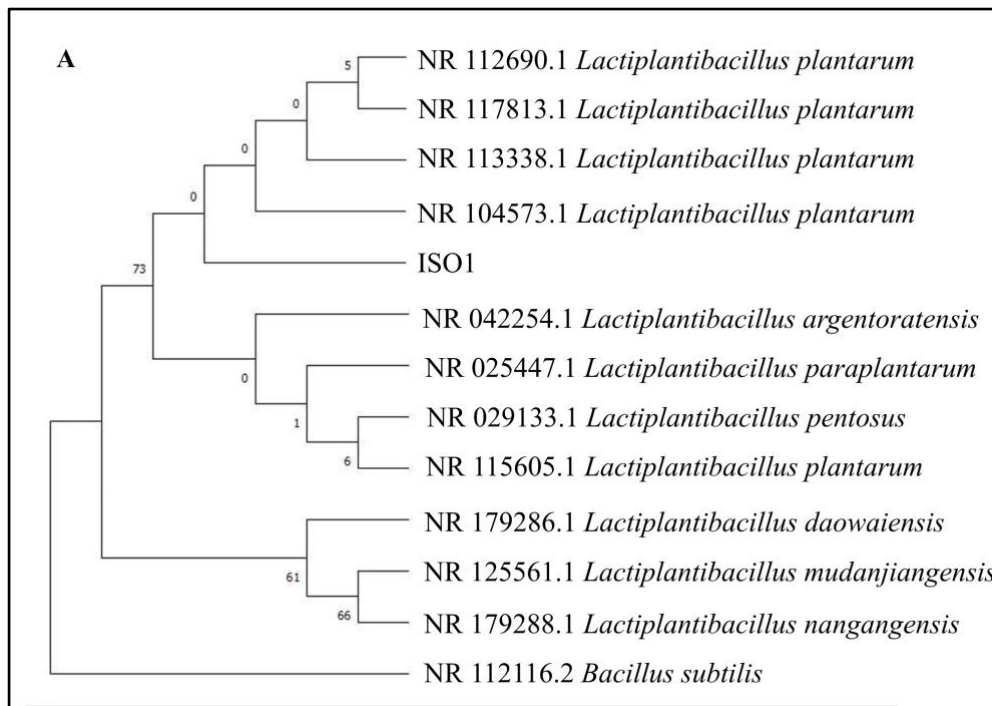 A
5
NR 112690.1 Lactiplantibacillus plantarum
0
NR 117813.1 Lactiplantibacillus plantarum
0
NR 113338.1 Lactiplantibacillus plantarum
0
NR 104573.1 Lactiplantibacillus plantarum
73
ISO1
NR 042254.1 Lactiplantibacillus argentoratensis
0
NR 025447.1 Lactiplantibacillus paraplantarum
1
NR 029133.1 Lactiplantibacillus pentosus
6
NR 115605.1 Lactiplantibacillus plantarum
NR 179286.1 Lactiplantibacillus daowaiensis
61
NR 125561.1 Lactiplantibacillus mudanjiangensis
66
NR 179288.1 Lactiplantibacillus nangangensis
NR 112116.2 Bacillus subtilis